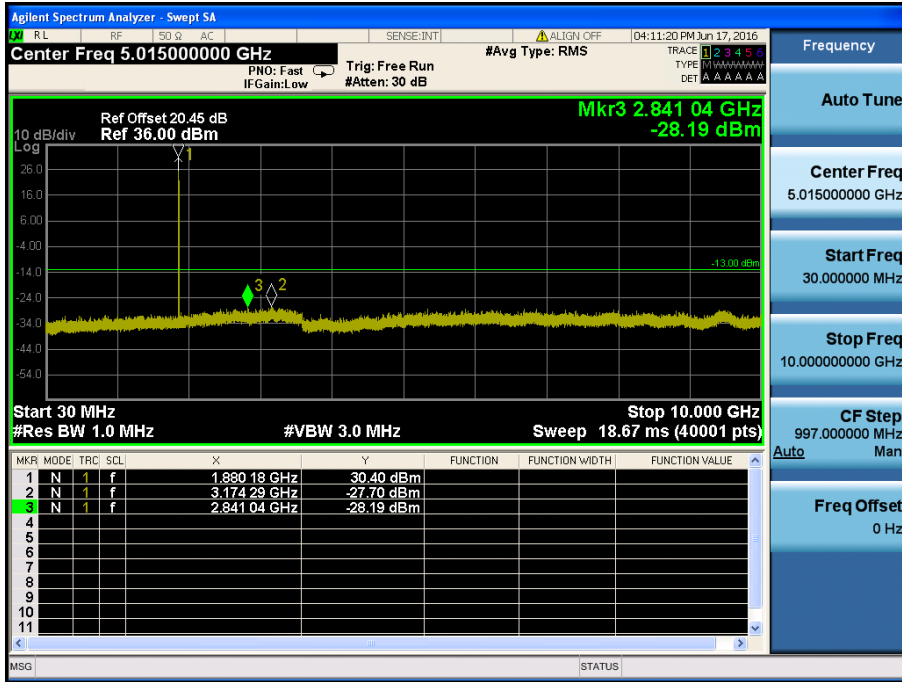 Agilent Spectrum Analyzer - Swept SA
LXI RL RF 50 Ω AC SENSE:INT ALIGN OFF 04:11:20 PM Jun 17, 2016
Center Freq 5.015000000 GHz
PNO: Fast
IFGain:Low
Trig: Free Run
#Atten: 30 dB
#Avg Type: RMS
TRACE 1 2 3 4 5 6
TYPE M WWWWW
DET A A A A A A
Ref Offset 20.45 dB
Ref 36.00 dBm
10 dB/div
Log
Mkr3 2.841 04 GHz
-28.19 dBm
26.0
16.0
6.00
-4.00
-14.0
-24.0
-34.0
-44.0
-54.0
1
3
2
-13.00 dBm
Start 30 MHz
Stop 10.000 GHz
#Res BW 1.0 MHz
#VBW 3.0 MHz
Sweep 18.67 ms (40001 pts)
MKR MODE TRC SCL X Y FUNCTION FUNCTION WIDTH FUNCTION VALUE
1 N 1 f 1.880 18 GHz 30.40 dBm
2 N 1 f 3.174 29 GHz -27.70 dBm
3 N 1 f 2.841 04 GHz -28.19 dBm
4
5
6
7
8
9
10
11
MSG
STATUS
Frequency
Auto Tune
Center Freq
5.015000000 GHz
Start Freq
30.000000 MHz
Stop Freq
10.000000000 GHz
CF Step
997.000000 MHz
Auto Man
Freq Offset
0 Hz